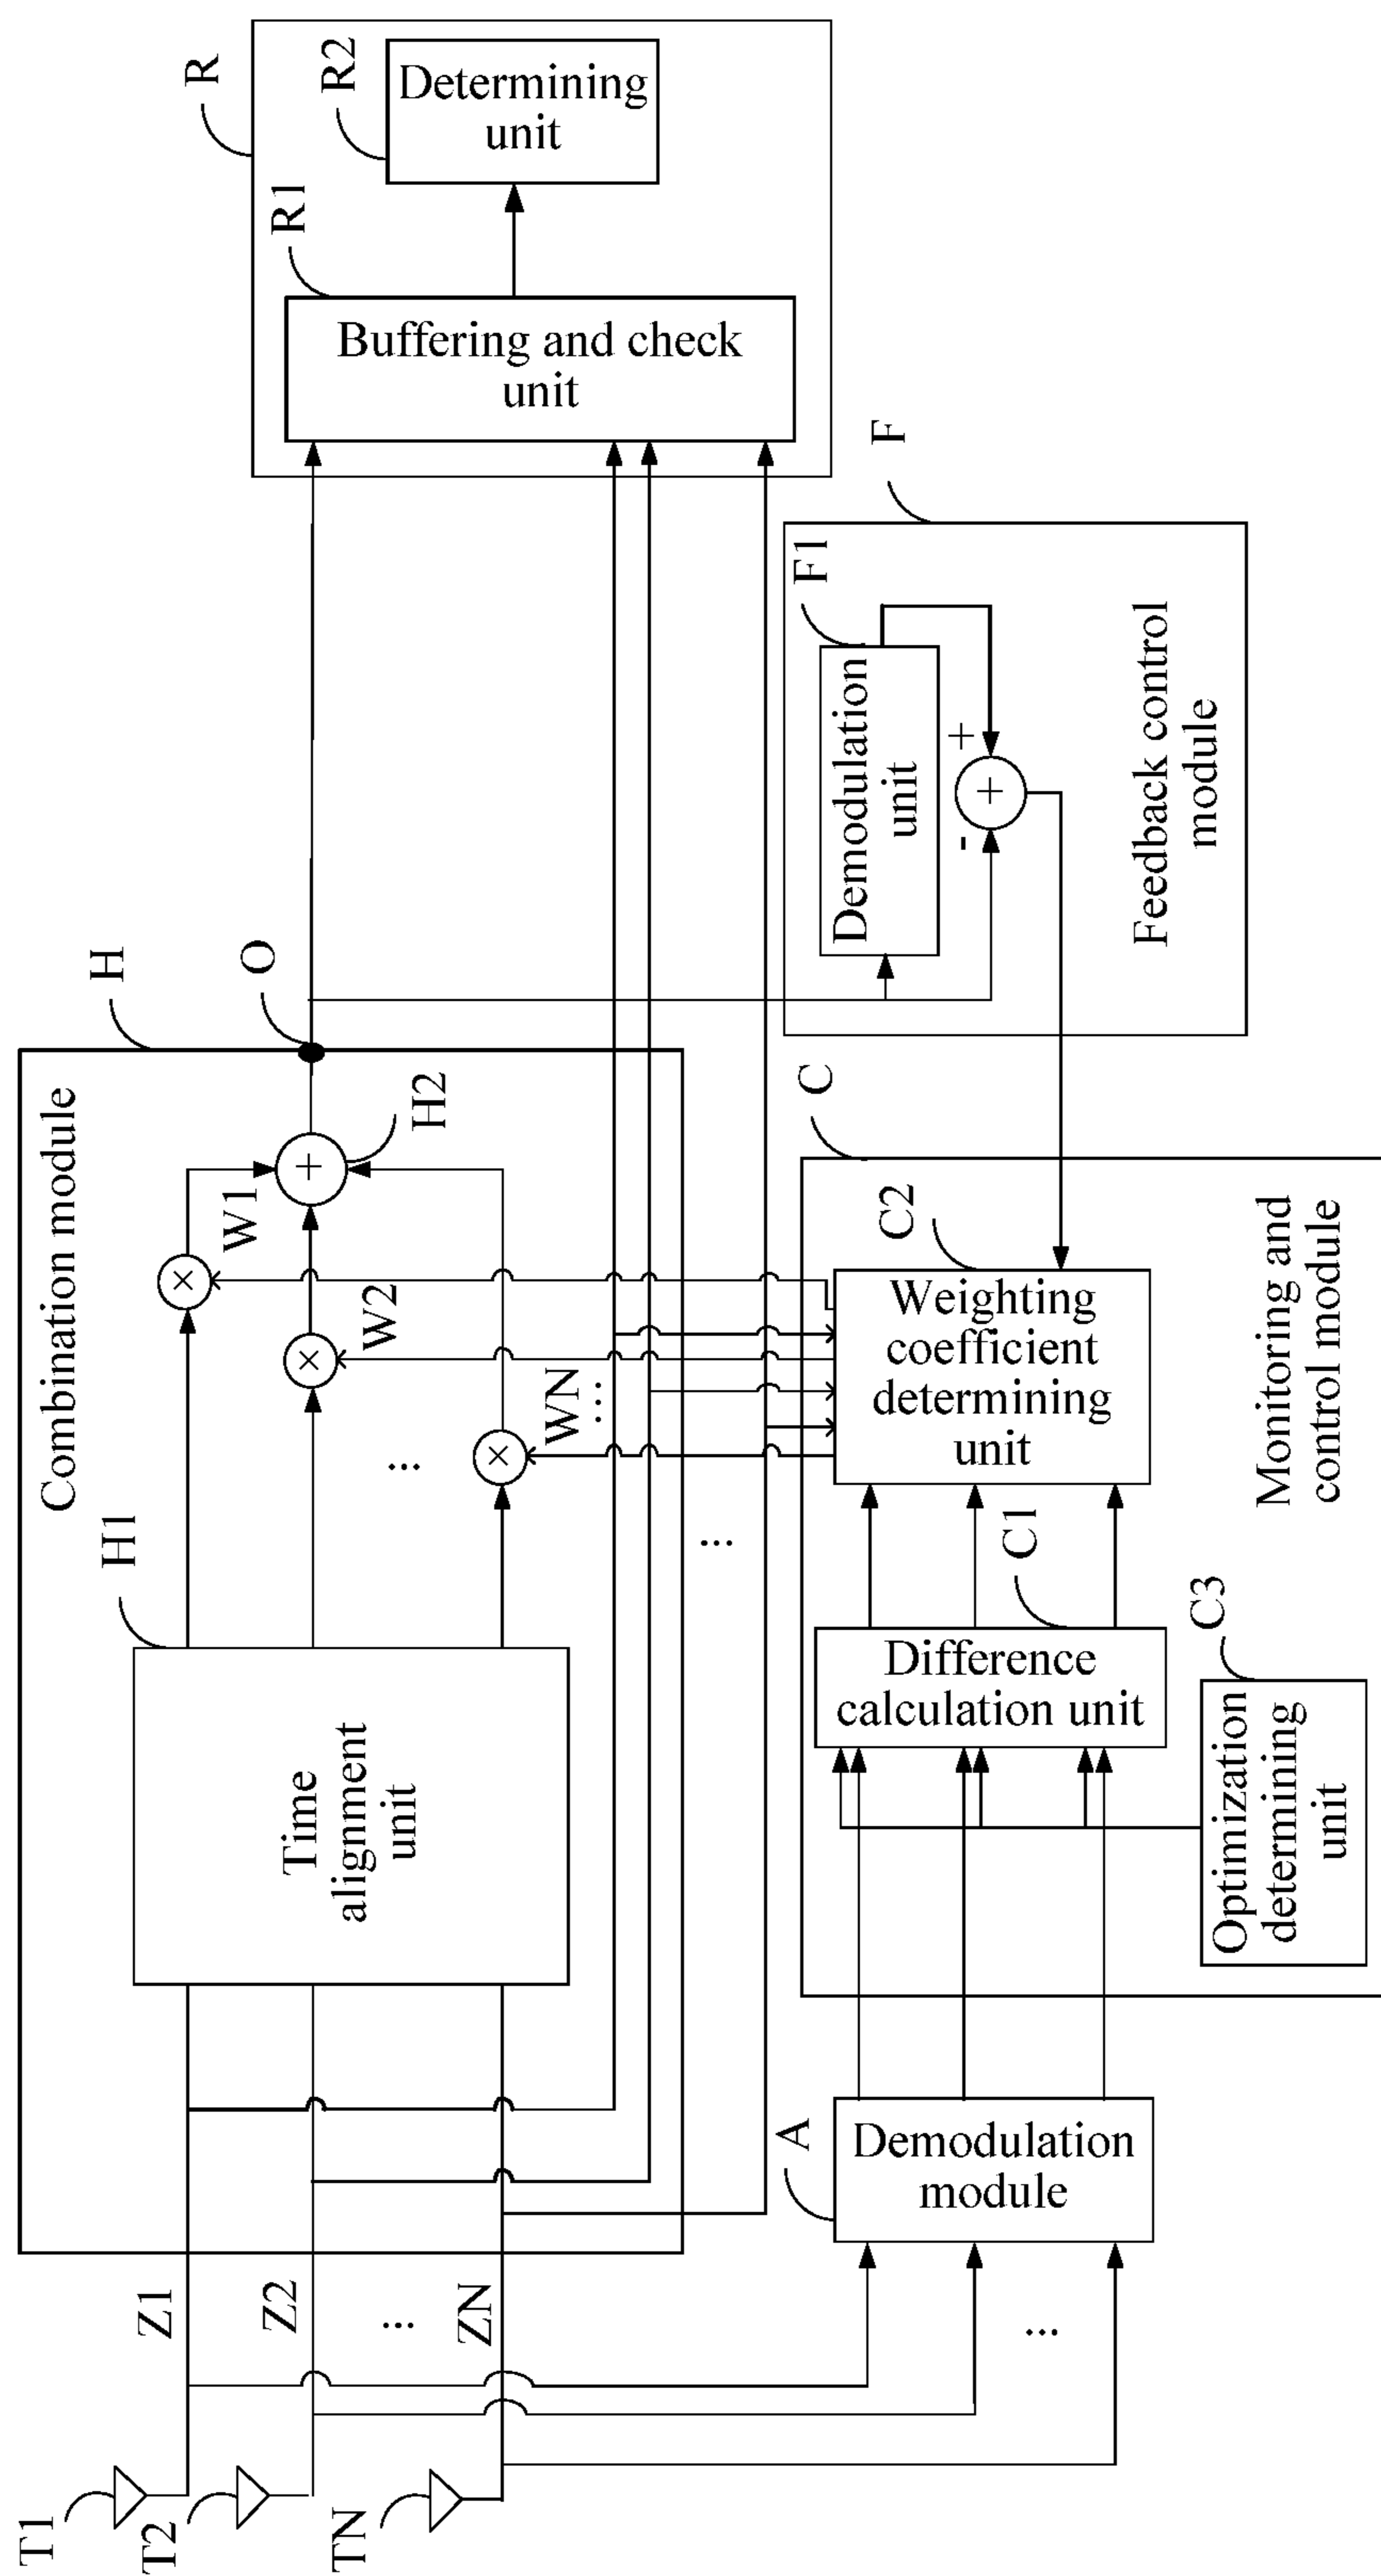 T1
T2
TN
Z1
Z2
...
ZN
Combination module
H
H1
Time
alignment
unit
W1
W2
...
WN
...
...
×
×
×
+
H2
O
R
R1
Buffering and check
unit
R2
Determining
unit
A
Demodulation
module
...
C
Monitoring and
control module
C1
Difference
calculation unit
C2
Weighting
coefficient
determining
unit
C3
Optimization
determining
unit
F
Feedback control
module
F1
Demodulation
unit
+
-
+